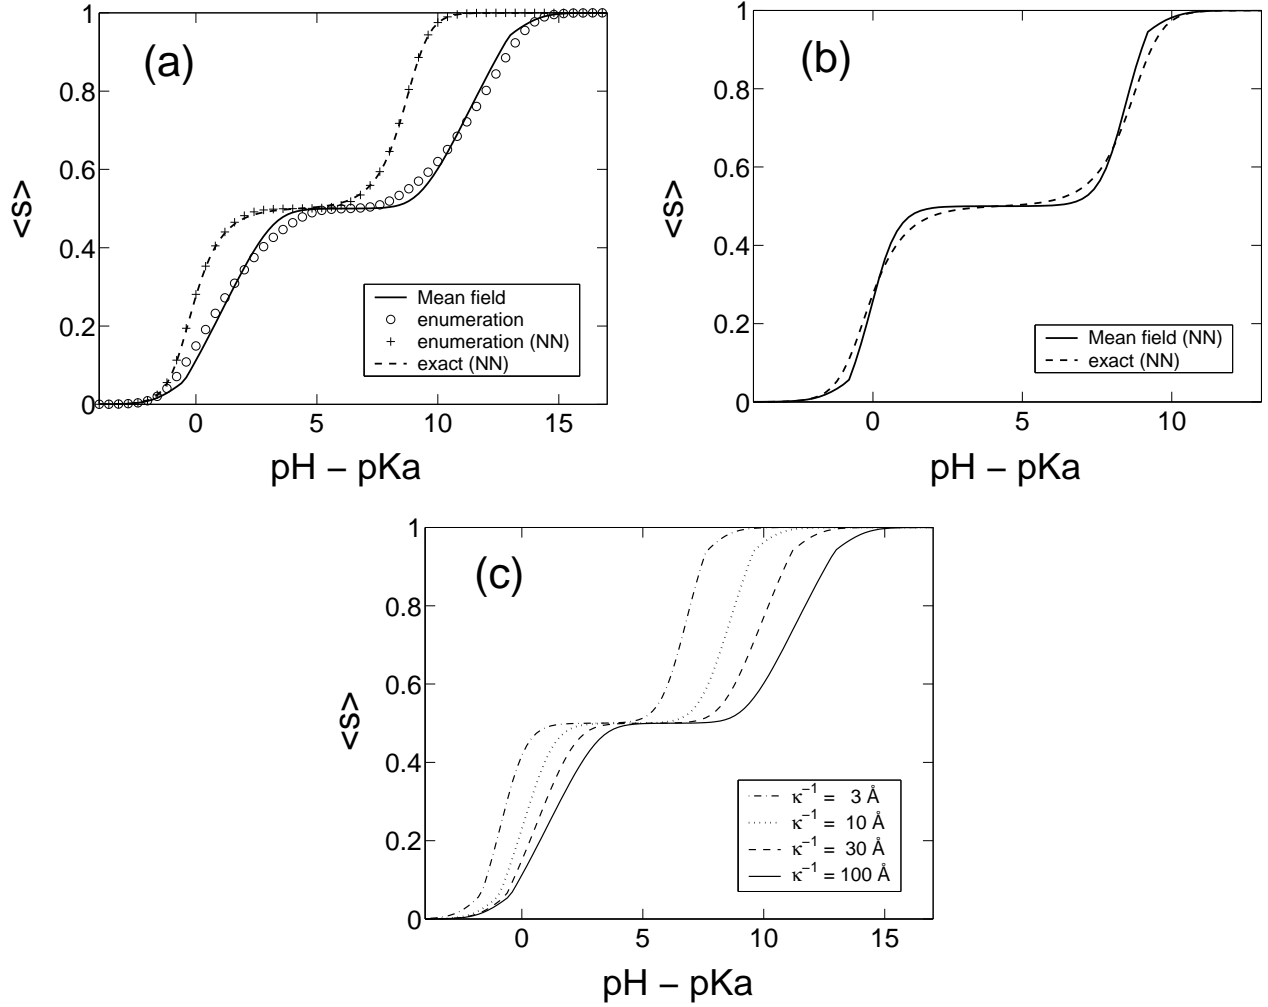 (a)
1
0.8
0.6
0.4
0.2
0
<s>
Mean field
enumeration
enumeration (NN)
exact (NN)
0 5 10 15
pH – pKa
(b)
1
0.8
0.6
0.4
0.2
0
<s>
Mean field (NN)
exact (NN)
0 5 10
pH – pKa
(c)
1
0.8
0.6
0.4
0.2
0
<s>
κ⁻¹ = 3 Å
κ⁻¹ = 10 Å
κ⁻¹ = 30 Å
κ⁻¹ = 100 Å
0 5 10 15
pH – pKa